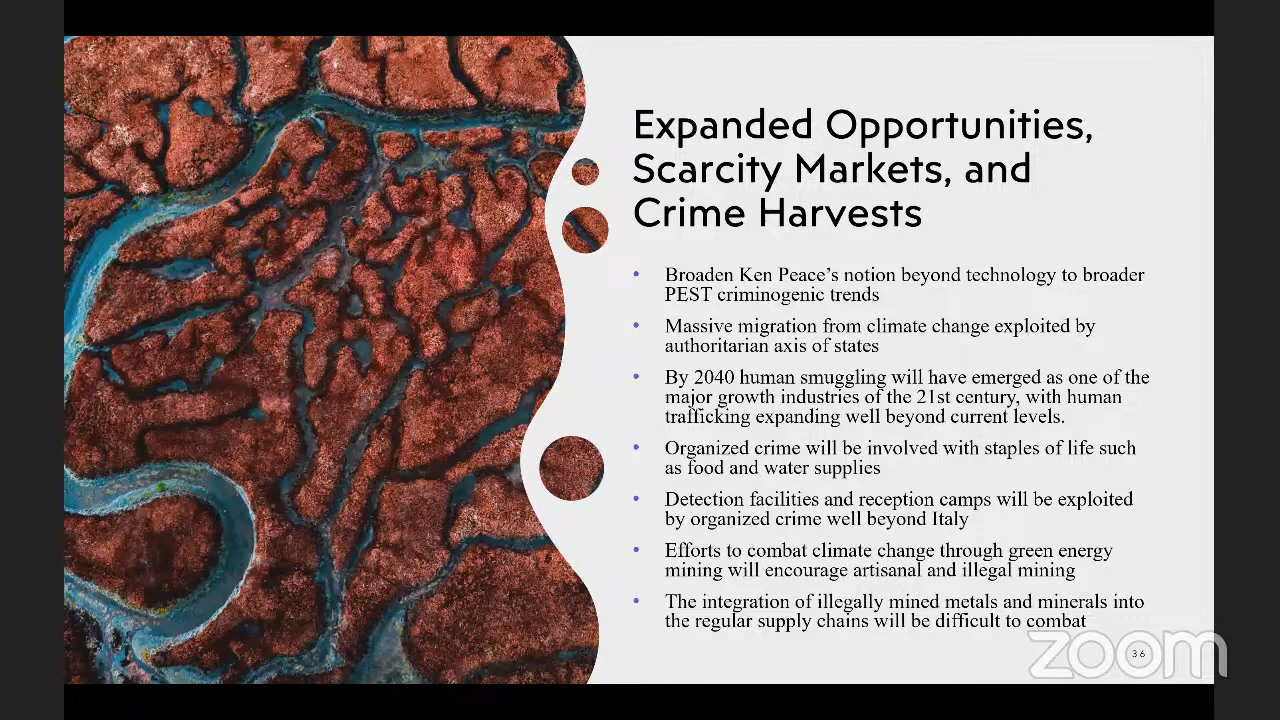 Expanded Opportunities,
Scarcity Markets, and
Crime Harvests
• Broaden Ken Peace's notion beyond technology to broader
PEST criminogenic trends
• Massive migration from climate change exploited by
authoritarian axis of states
• By 2040 human smuggling will have emerged as one of the
major growth industries of the 21st century, with human
trafficking expanding well beyond current levels.
• Organized crime will be involved with staples of life such
as food and water supplies
• Detection facilities and reception camps will be exploited
by organized crime well beyond Italy
• Efforts to combat climate change through green energy
mining will encourage artisanal and illegal mining
• The integration of illegally mined metals and minerals into
the regular supply chains will be difficult to combat
36
zoom